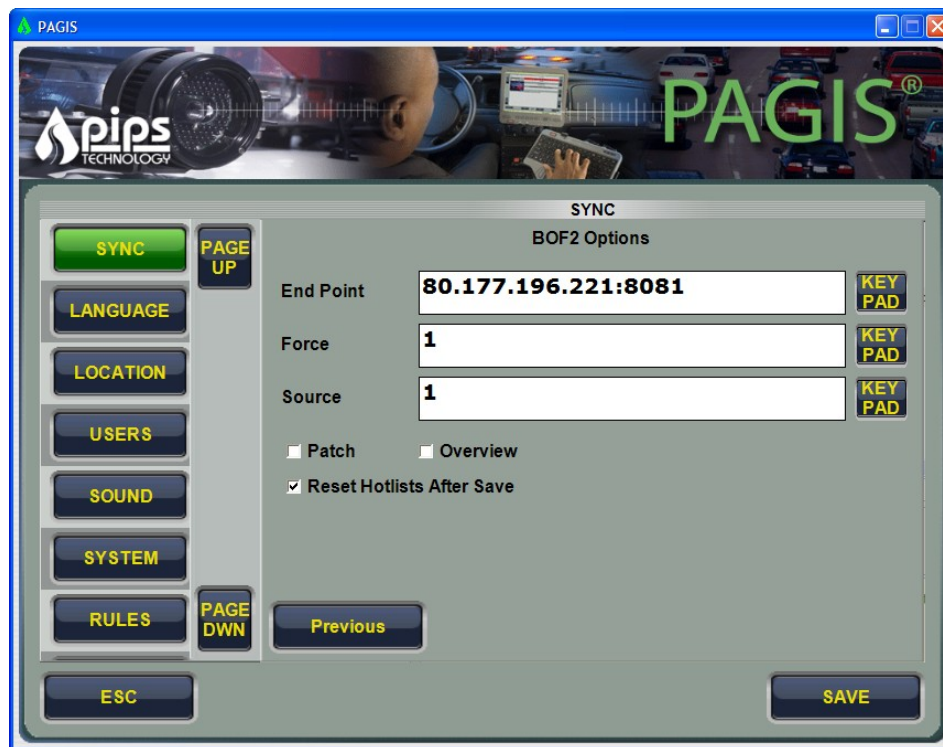 PAGIS
pips
TECHNOLOGY
PAGIS®
SYNC
BOF2 Options
SYNC
LANGUAGE
LOCATION
USERS
SOUND
SYSTEM
RULES
PAGE
UP
PAGE
DWN
End Point
80.177.196.221:8081
KEY
PAD
Force
1
KEY
PAD
Source
1
KEY
PAD
Patch
Overview
Reset Hotlists After Save
Previous
ESC
SAVE